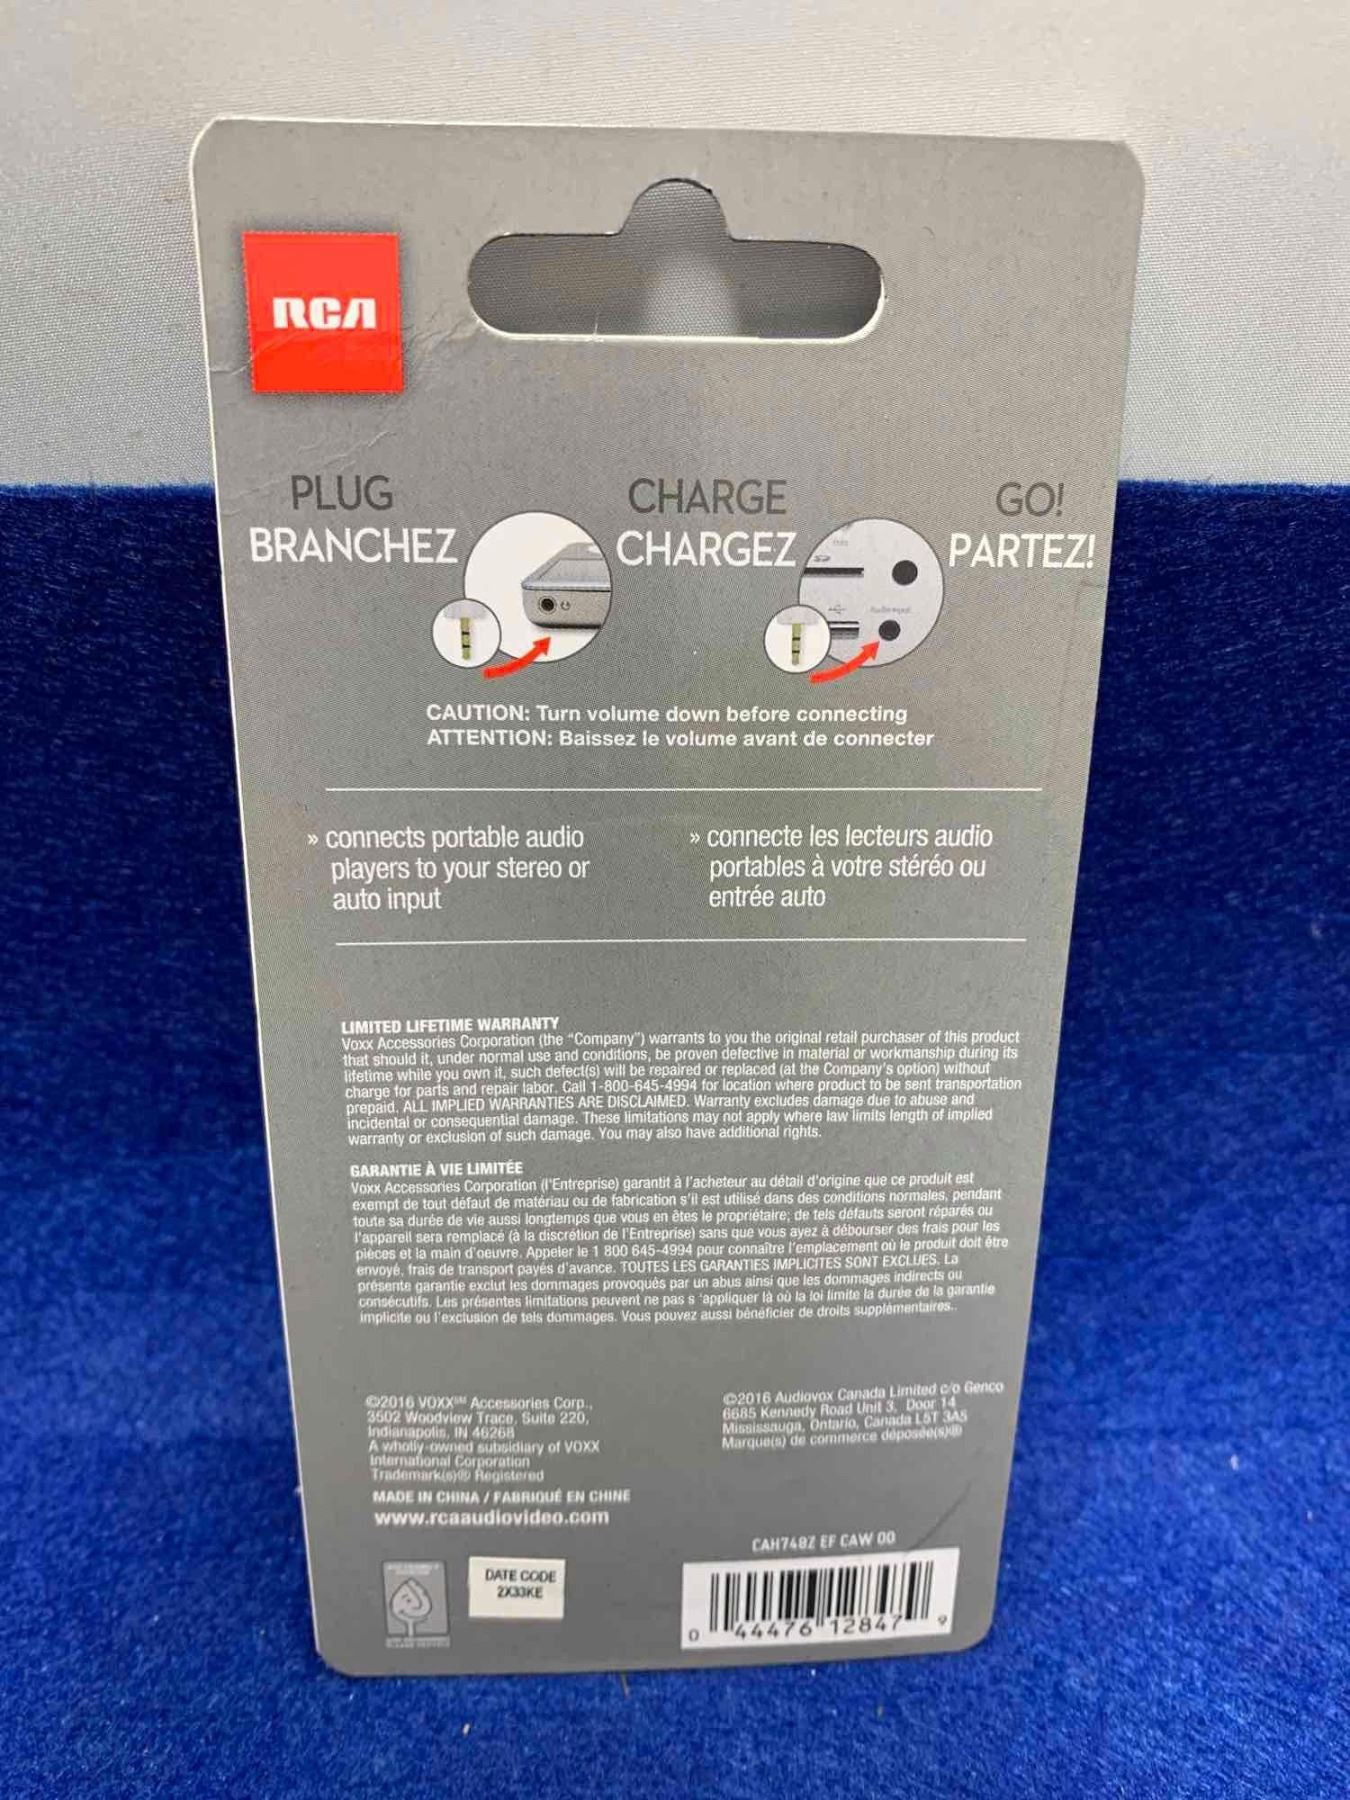 RCA
PLUG
BRANCHEZ
CHARGE
CHARGEZ
GO!
PARTEZ!
Audio input
CAUTION: Turn volume down before connecting
ATTENTION: Baissez le volume avant de connecter
» connects portable audio
players to your stereo or
auto input
» connecte les lecteurs audio
portables à votre stéréo ou
entrée auto
LIMITED LIFETIME WARRANTY
Voxx Accessories Corporation (the “Company”) warrants to you the original retail purchaser of this product
that should it, under normal use and conditions, be proven defective in material or workmanship during its
lifetime while you own it, such defect(s) will be repaired or replaced (at the Company's option) without
charge for parts and repair labor. Call 1-800-645-4994 for location where product to be sent transportation
prepaid. ALL IMPLIED WARRANTIES ARE DISCLAIMED. Warranty excludes damage due to abuse and
incidental or consequential damage. These limitations may not apply where law limits length of implied
warranty or exclusion of such damage. You may also have additional rights.
GARANTIE À VIE LIMITÉE
Voxx Accessories Corporation (l'Entreprise) garantit à l'acheteur au détail d'origine que ce produit est
exempt de tout défaut de matériau ou de fabrication s'il est utilisé dans des conditions normales, pendant
toute sa durée de vie aussi longtemps que vous en êtes le propriétaire; de tels défauts seront réparés ou
l'appareil sera remplacé (à la discrétion de l'Entreprise) sans que vous ayez à débourser des frais pour les
pièces et la main d'oeuvre. Appeler le 1 800 645-4994 pour connaître l'emplacement où le produit doit être
envoyé, frais de transport payés d'avance. TOUTES LES GARANTIES IMPLICITES SONT EXCLUES. La
présente garantie exclut les dommages provoqués par un abus ainsi que les dommages indirects ou
consécutifs. Les présentes limitations peuvent ne pas s 'appliquer là où la loi limite la durée de la garantie
implicite ou l'exclusion de tels dommages. Vous pouvez aussi bénéficier de droits supplémentaires..
©2016 VOXX℠ Accessories Corp.,
3502 Woodview Trace, Suite 220,
Indianapolis, IN 46268
A wholly-owned subsidiary of VOXX
International Corporation
Trademark(s)® Registered
MADE IN CHINA / FABRIQUÉ EN CHINE
www.rcaaudiovideo.com
©2016 Audiovox Canada Limited c/o Genco
6685 Kennedy Road Unit 3, Door 14
Mississauga, Ontario, Canada L5T 3A5
Marque(s) de commerce déposée(s)®
DATE CODE
2X33KE
CAH748Z EF CAW 00
0 44476 12847 9